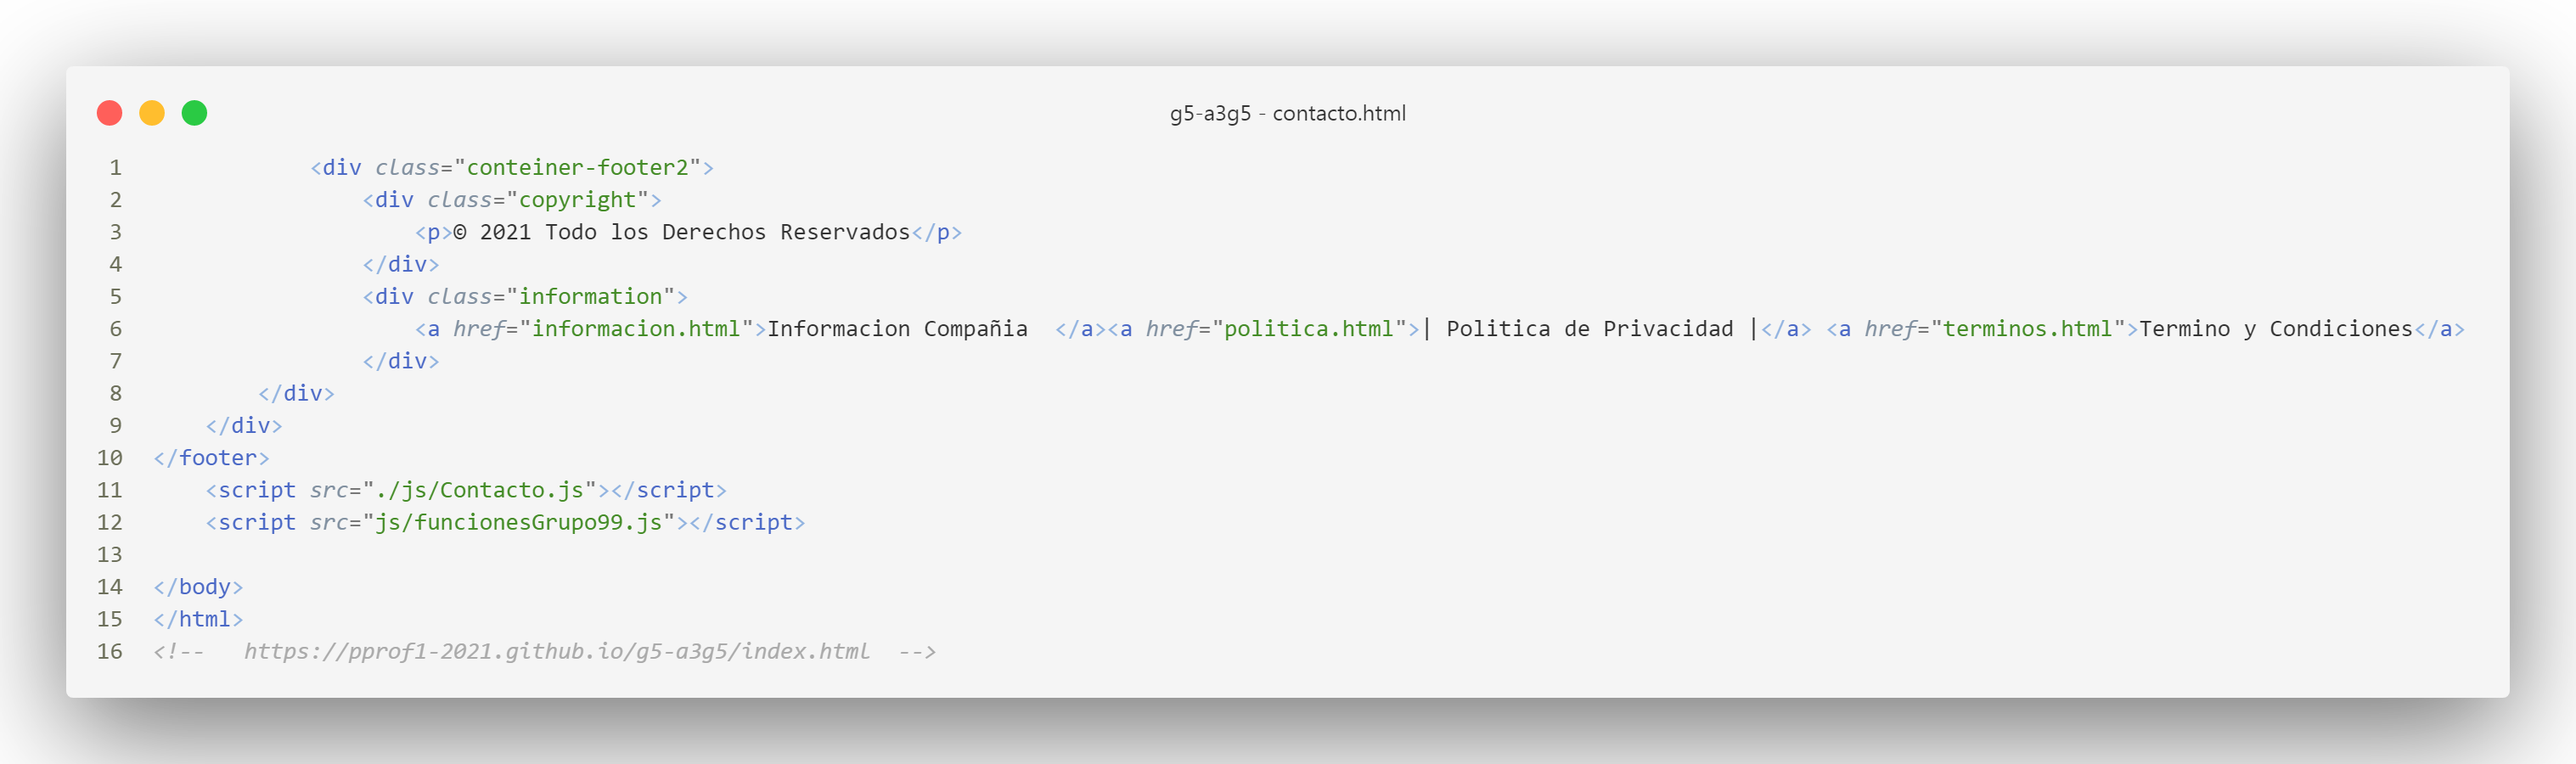 g5-a3g5 - contacto.html
1 <div class="conteiner-footer2">
2 <div class="copyright">
3 <p>© 2021 Todo los Derechos Reservados</p>
4 </div>
5 <div class="information">
6 <a href="informacion.html">Informacion Compañia  </a><a href="politica.html">| Politica de Privacidad |</a> <a href="terminos.html">Termino y Condiciones</a>
7 </div>
8 </div>
9 </div>
10 </footer>
11 <script src="./js/Contacto.js"></script>
12 <script src="js/funcionesGrupo99.js"></script>
13
14 </body>
15 </html>
16 <!--   https://pprof1-2021.github.io/g5-a3g5/index.html  -->